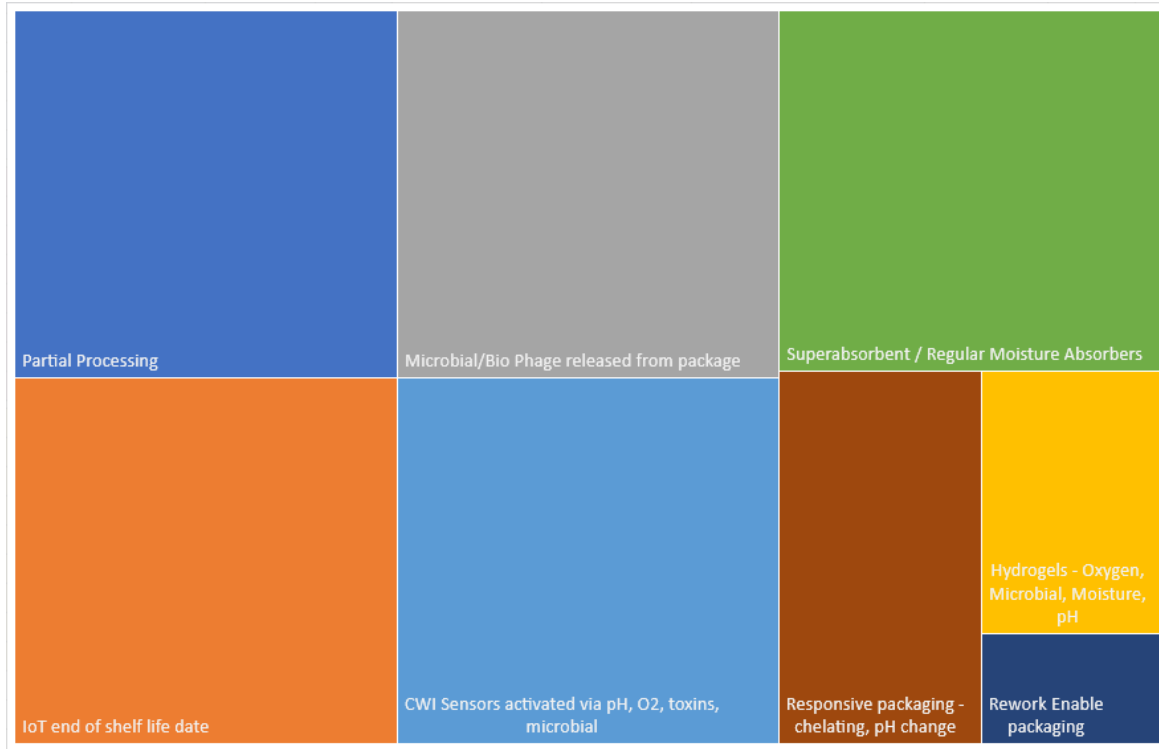 Partial Processing
Microbial/Bio Phage released from package
Superabsorbent / Regular Moisture Absorbers
IoT end of shelf life date
CWI Sensors activated via pH, O2, toxins,
microbial
Responsive packaging -
chelating, pH change
Hydrogels - Oxygen,
Microbial, Moisture,
pH
Rework Enable
packaging